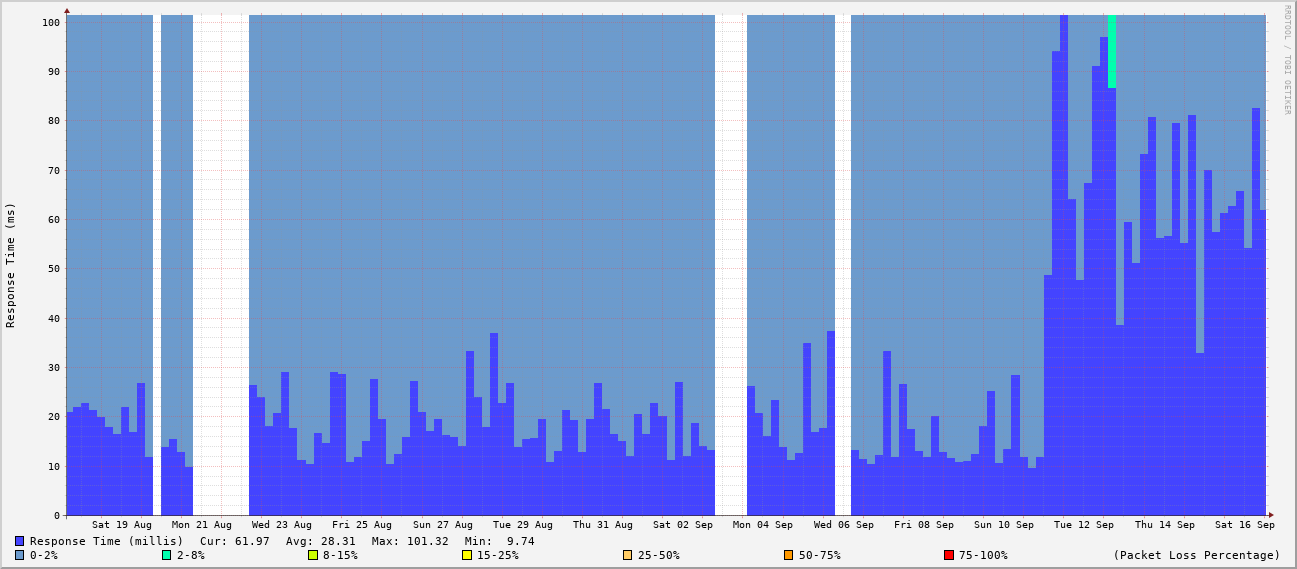 RRDTOOL / TOBI OETIKER
Response Time (ms)
100
90
80
70
60
50
40
30
20
10
0
Sat 19 Aug Mon 21 Aug Wed 23 Aug Fri 25 Aug Sun 27 Aug Tue 29 Aug Thu 31 Aug Sat 02 Sep Mon 04 Sep Wed 06 Sep Fri 08 Sep Sun 10 Sep Tue 12 Sep Thu 14 Sep Sat 16 Sep
Response Time (millis) Cur: 61.97 Avg: 28.31 Max: 101.32 Min: 9.74
0-2% 2-8% 8-15% 15-25% 25-50% 50-75% 75-100% (Packet Loss Percentage)